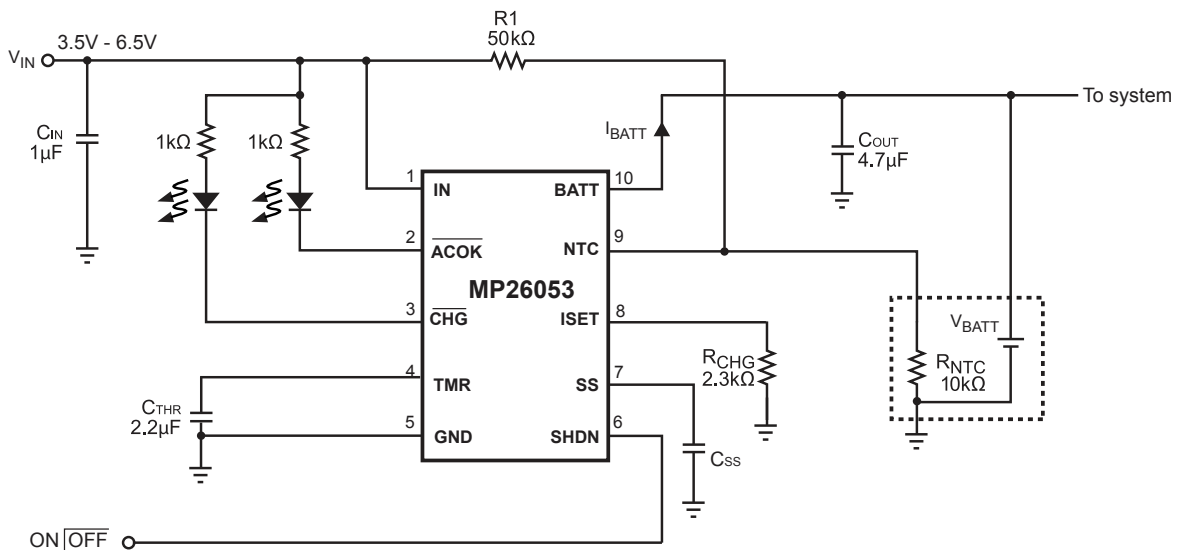 R1
50kΩ
VIN
3.5V - 6.5V
CIN
1µF
1kΩ
1kΩ
IBATT
To system
COUT
4.7µF
1
IN
BATT
10
2
ACOK
NTC
9
MP26053
3
CHG
ISET
8
VBATT
RCHG
2.3kΩ
RNTC
10kΩ
4
TMR
SS
7
CTHR
2.2µF
5
GND
SHDN
6
CSS
ON OFF